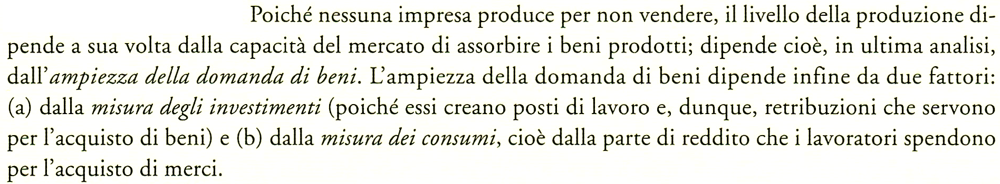 Poiché nessuna impresa produce per non vendere, il livello della produzione di-
pende a sua volta dalla capacità del mercato di assorbire i beni prodotti; dipende cioè, in ultima analisi,
dall’ampiezza della domanda di beni. L’ampiezza della domanda di beni dipende infine da due fattori:
(a) dalla misura degli investimenti (poiché essi creano posti di lavoro e, dunque, retribuzioni che servono
per l’acquisto di beni) e (b) dalla misura dei consumi, cioè dalla parte di reddito che i lavoratori spendono
per l’acquisto di merci.